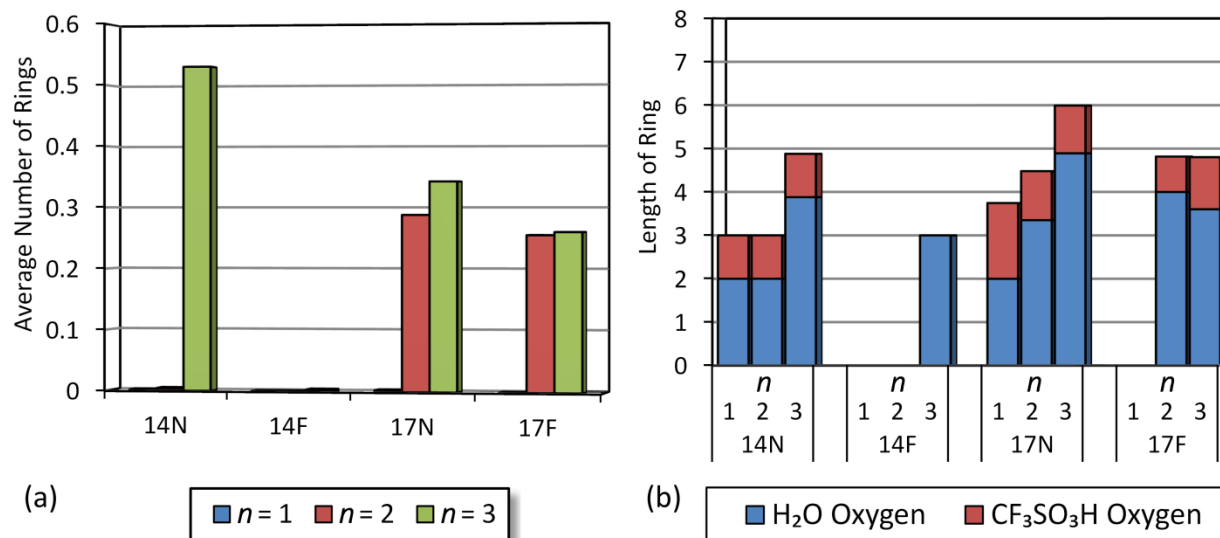 0.6
0.5
0.4
0.3
0.2
0.1
0
Average Number of Rings
14N 14F 17N 17F
(a)
n = 1 n = 2 n = 3
8
7
6
5
4
3
2
1
0
Length of Ring
n n n n
1 2 3 1 2 3 1 2 3 1 2 3
14N 14F 17N 17F
(b)
H₂O Oxygen CF₃SO₃H Oxygen